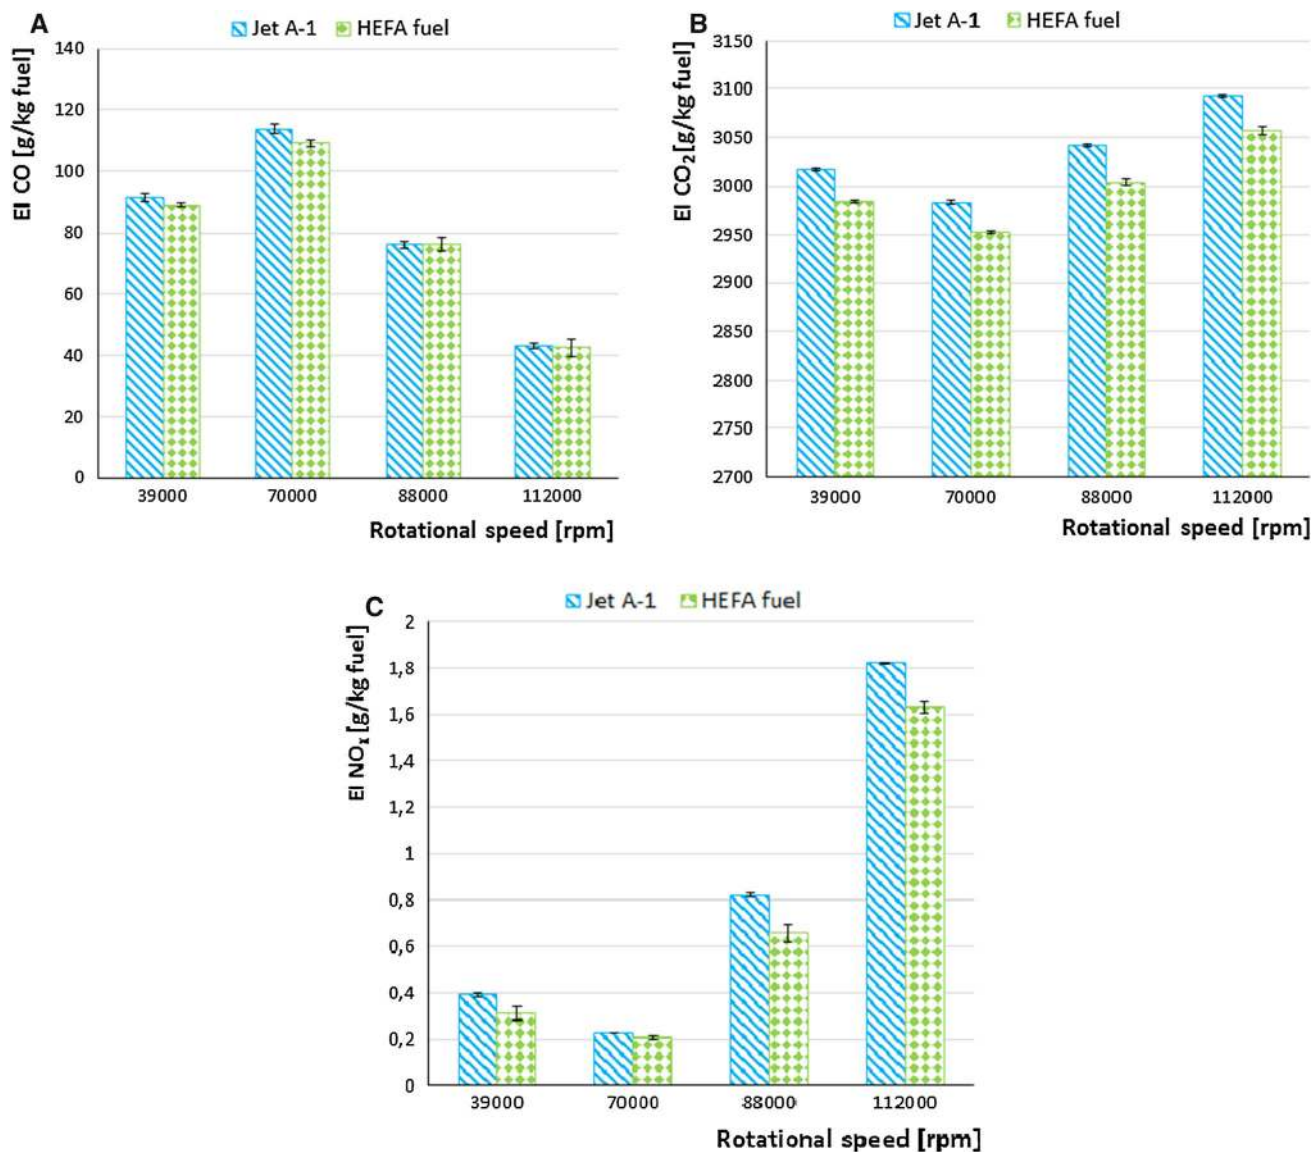 A
Jet A-1 HEFA fuel
EI CO [g/kg fuel]
140
120
100
80
60
40
20
0
39000 70000 88000 112000
Rotational speed [rpm]
B
Jet A-1 HEFA fuel
EI CO₂ [g/kg fuel]
3150
3100
3050
3000
2950
2900
2850
2800
2750
2700
39000 70000 88000 112000
Rotational speed [rpm]
C
Jet A-1 HEFA fuel
EI NOₓ [g/kg fuel]
2
1,8
1,6
1,4
1,2
1
0,8
0,6
0,4
0,2
0
39000 70000 88000 112000
Rotational speed [rpm]